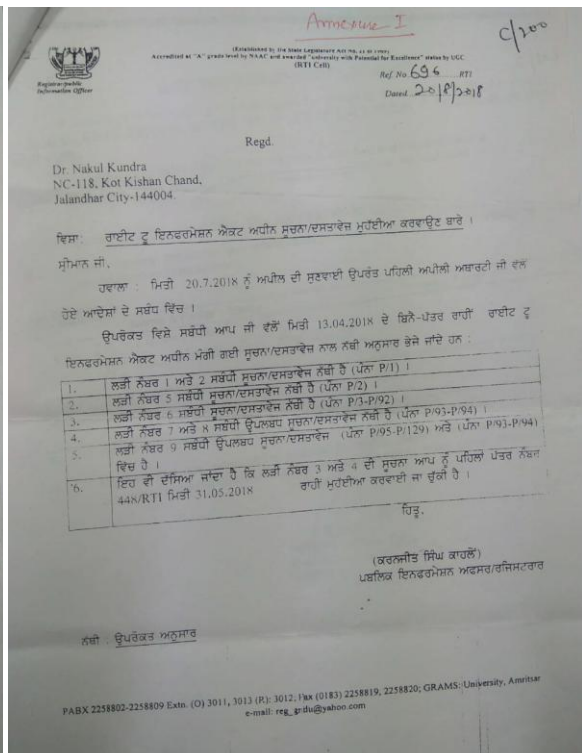 Annexure I
C/200
(Established by the State Legislature Act No.
Accredited at "A" grade level by NAAC and awarded "university with Potential for Excellence" status by UGC
(RTI Cell)
Registrar/public
Information Officer
Ref. No. 696 RTI
Dated 20/8/2018
Regd.
Dr. Nakul Kundra
NC-118, Kot Kishan Chand,
Jalandhar City-144004.
ਵਿਸਾ: ਰਾਈਟ ਟੂ ਇਨਫਰਮੇਸ਼ਨ ਐਕਟ ਅਧੀਨ ਸੂਚਨਾ/ਦਸਤਾਵੇਜ਼ ਮੁਹੱਈਆ ਕਰਵਾਉਣ ਬਾਰੇ ।
ਸ੍ਰੀਮਾਨ ਜੀ,
ਹਵਾਲਾ : ਮਿਤੀ 20.7.2018 ਨੂੰ ਅਪੀਲ ਦੀ ਸੁਣਵਾਈ ਉਪਰੰਤ ਪਹਿਲੀ ਅਪੀਲੀ ਅਥਾਰਟੀ ਜੀ ਵੱਲੋਂ
ਹੋਏ ਆਦੇਸ਼ਾਂ ਦੇ ਸਬੰਧ ਵਿੱਚ ।
ਉਪਰੋਕਤ ਵਿਸ਼ੇ ਸਬੰਧੀ ਆਪ ਜੀ ਵੱਲੋਂ ਮਿਤੀ 13.04.2018 ਦੇ ਬਿਨੈ-ਪੱਤਰ ਰਾਹੀਂ ਰਾਈਟ ਟੂ
ਇਨਫਰਮੇਸ਼ਨ ਐਕਟ ਅਧੀਨ ਮੰਗੀ ਗਈ ਸੂਚਨਾ/ਦਸਤਾਵੇਜ਼ ਨਾਲ ਨੱਥੀ ਅਨੁਸਾਰ ਭੇਜੇ ਜਾਂਦੇ ਹਨ :
1. ਲੜੀ ਨੰਬਰ 1 ਅਤੇ 2 ਸਬੰਧੀ ਸੂਚਨਾ/ਦਸਤਾਵੇਜ਼ ਨੱਥੀ ਹੈ (ਪੰਨਾ P/1) ।
2. ਲੜੀ ਨੰਬਰ 5 ਸਬੰਧੀ ਸੂਚਨਾ/ਦਸਤਾਵੇਜ਼ ਨੱਥੀ ਹੈ (ਪੰਨਾ P/2) ।
3. ਲੜੀ ਨੰਬਰ 6 ਸਬੰਧੀ ਸੂਚਨਾ/ਦਸਤਾਵੇਜ਼ ਨੱਥੀ ਹੈ (ਪੰਨਾ P/3-P/92) ।
4. ਲੜੀ ਨੰਬਰ 7 ਅਤੇ 8 ਸਬੰਧੀ ਉਪਲਬਧ ਸੂਚਨਾ/ਦਸਤਾਵੇਜ਼ ਨੱਥੀ ਹੈ (ਪੰਨਾ P/93-P/94) ।
5. ਲੜੀ ਨੰਬਰ 9 ਸਬੰਧੀ ਉਪਲਬਧ ਸੂਚਨਾ/ਦਸਤਾਵੇਜ਼ (ਪੰਨਾ P/95-P/129) ਅਤੇ (ਪੰਨਾ P/93-P/94)
ਵਿੱਚ ਹੈ ।
6. ਇਹ ਵੀ ਦੱਸਿਆ ਜਾਂਦਾ ਹੈ ਕਿ ਲੜੀ ਨੰਬਰ 3 ਅਤੇ 4 ਦੀ ਸੂਚਨਾ ਆਪ ਨੂੰ ਪਹਿਲਾਂ ਪੱਤਰ ਨੰਬਰ
448/RTI ਮਿਤੀ 31.05.2018 ਰਾਹੀਂ ਮੁਹੱਈਆ ਕਰਵਾਈ ਜਾ ਚੁੱਕੀ ਹੈ ।
ਹਿਤੂ,
(ਕਰਨਜੀਤ ਸਿੰਘ ਕਾਹਲੋਂ)
ਪਬਲਿਕ ਇਨਫਰਮੇਸ਼ਨ ਅਫਸਰ/ਰਜਿਸਟਰਾਰ
ਨੱਥੀ : ਉਪਰੋਕਤ ਅਨੁਸਾਰ
PABX 2258802-2258809 Extn. (O) 3011, 3013 (R): 3012, Fax (0183) 2258819, 2258820; GRAMS: University, Amritsar
e-mail: reg_gndu@yahoo.com